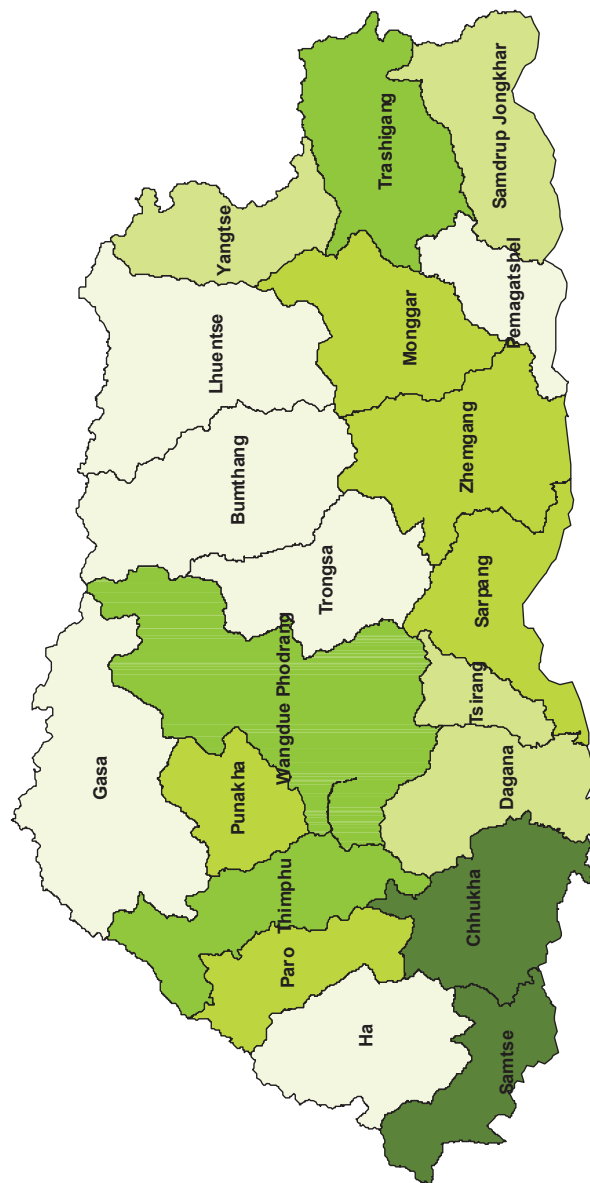 Gasa
Punakha
Wangdue Phodrang
Thimphu
Paro
Ha
Samtse
Chhukha
Dagana
Tsirang
Sarpang
Trongsa
Bumthang
Lhuentse
Yangtse
Monggar
Zhemgang
Pemagatshel
Trashigang
Samdrup Jongkhar